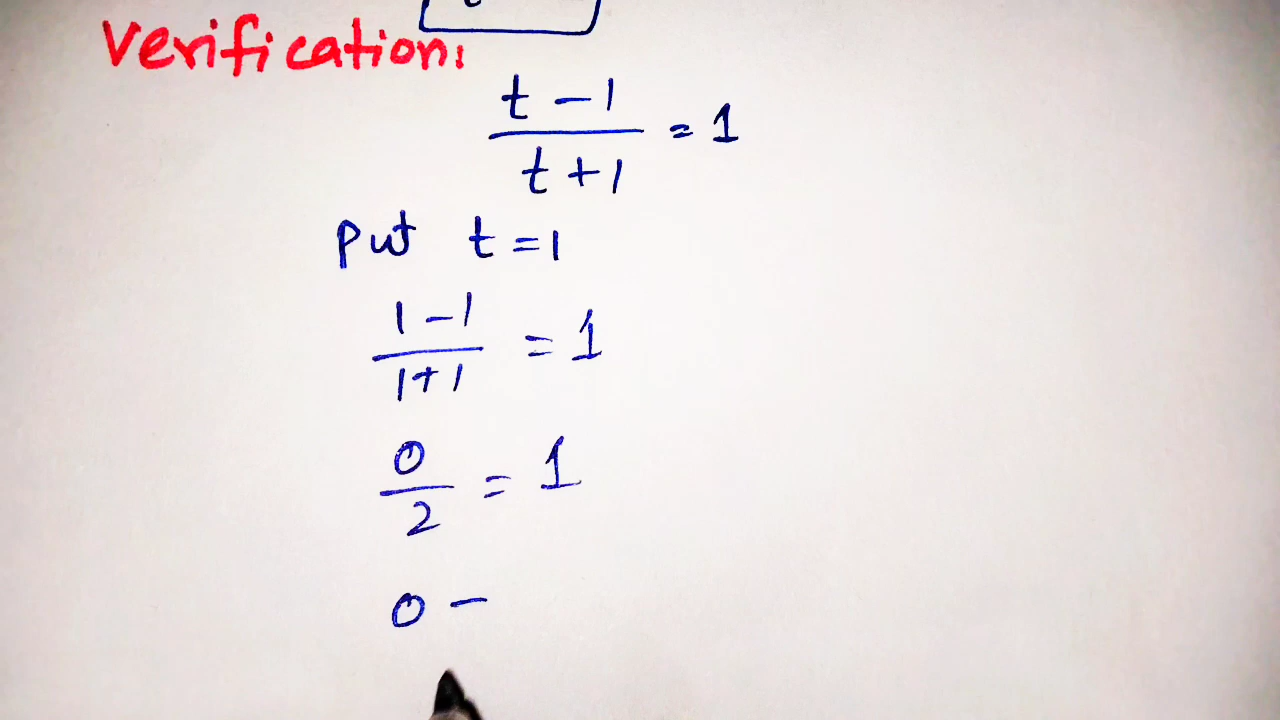 Verification:
t - 1
t + 1 = 1
put t = 1
1 - 1
1 + 1 = 1
0
2 = 1
0 -